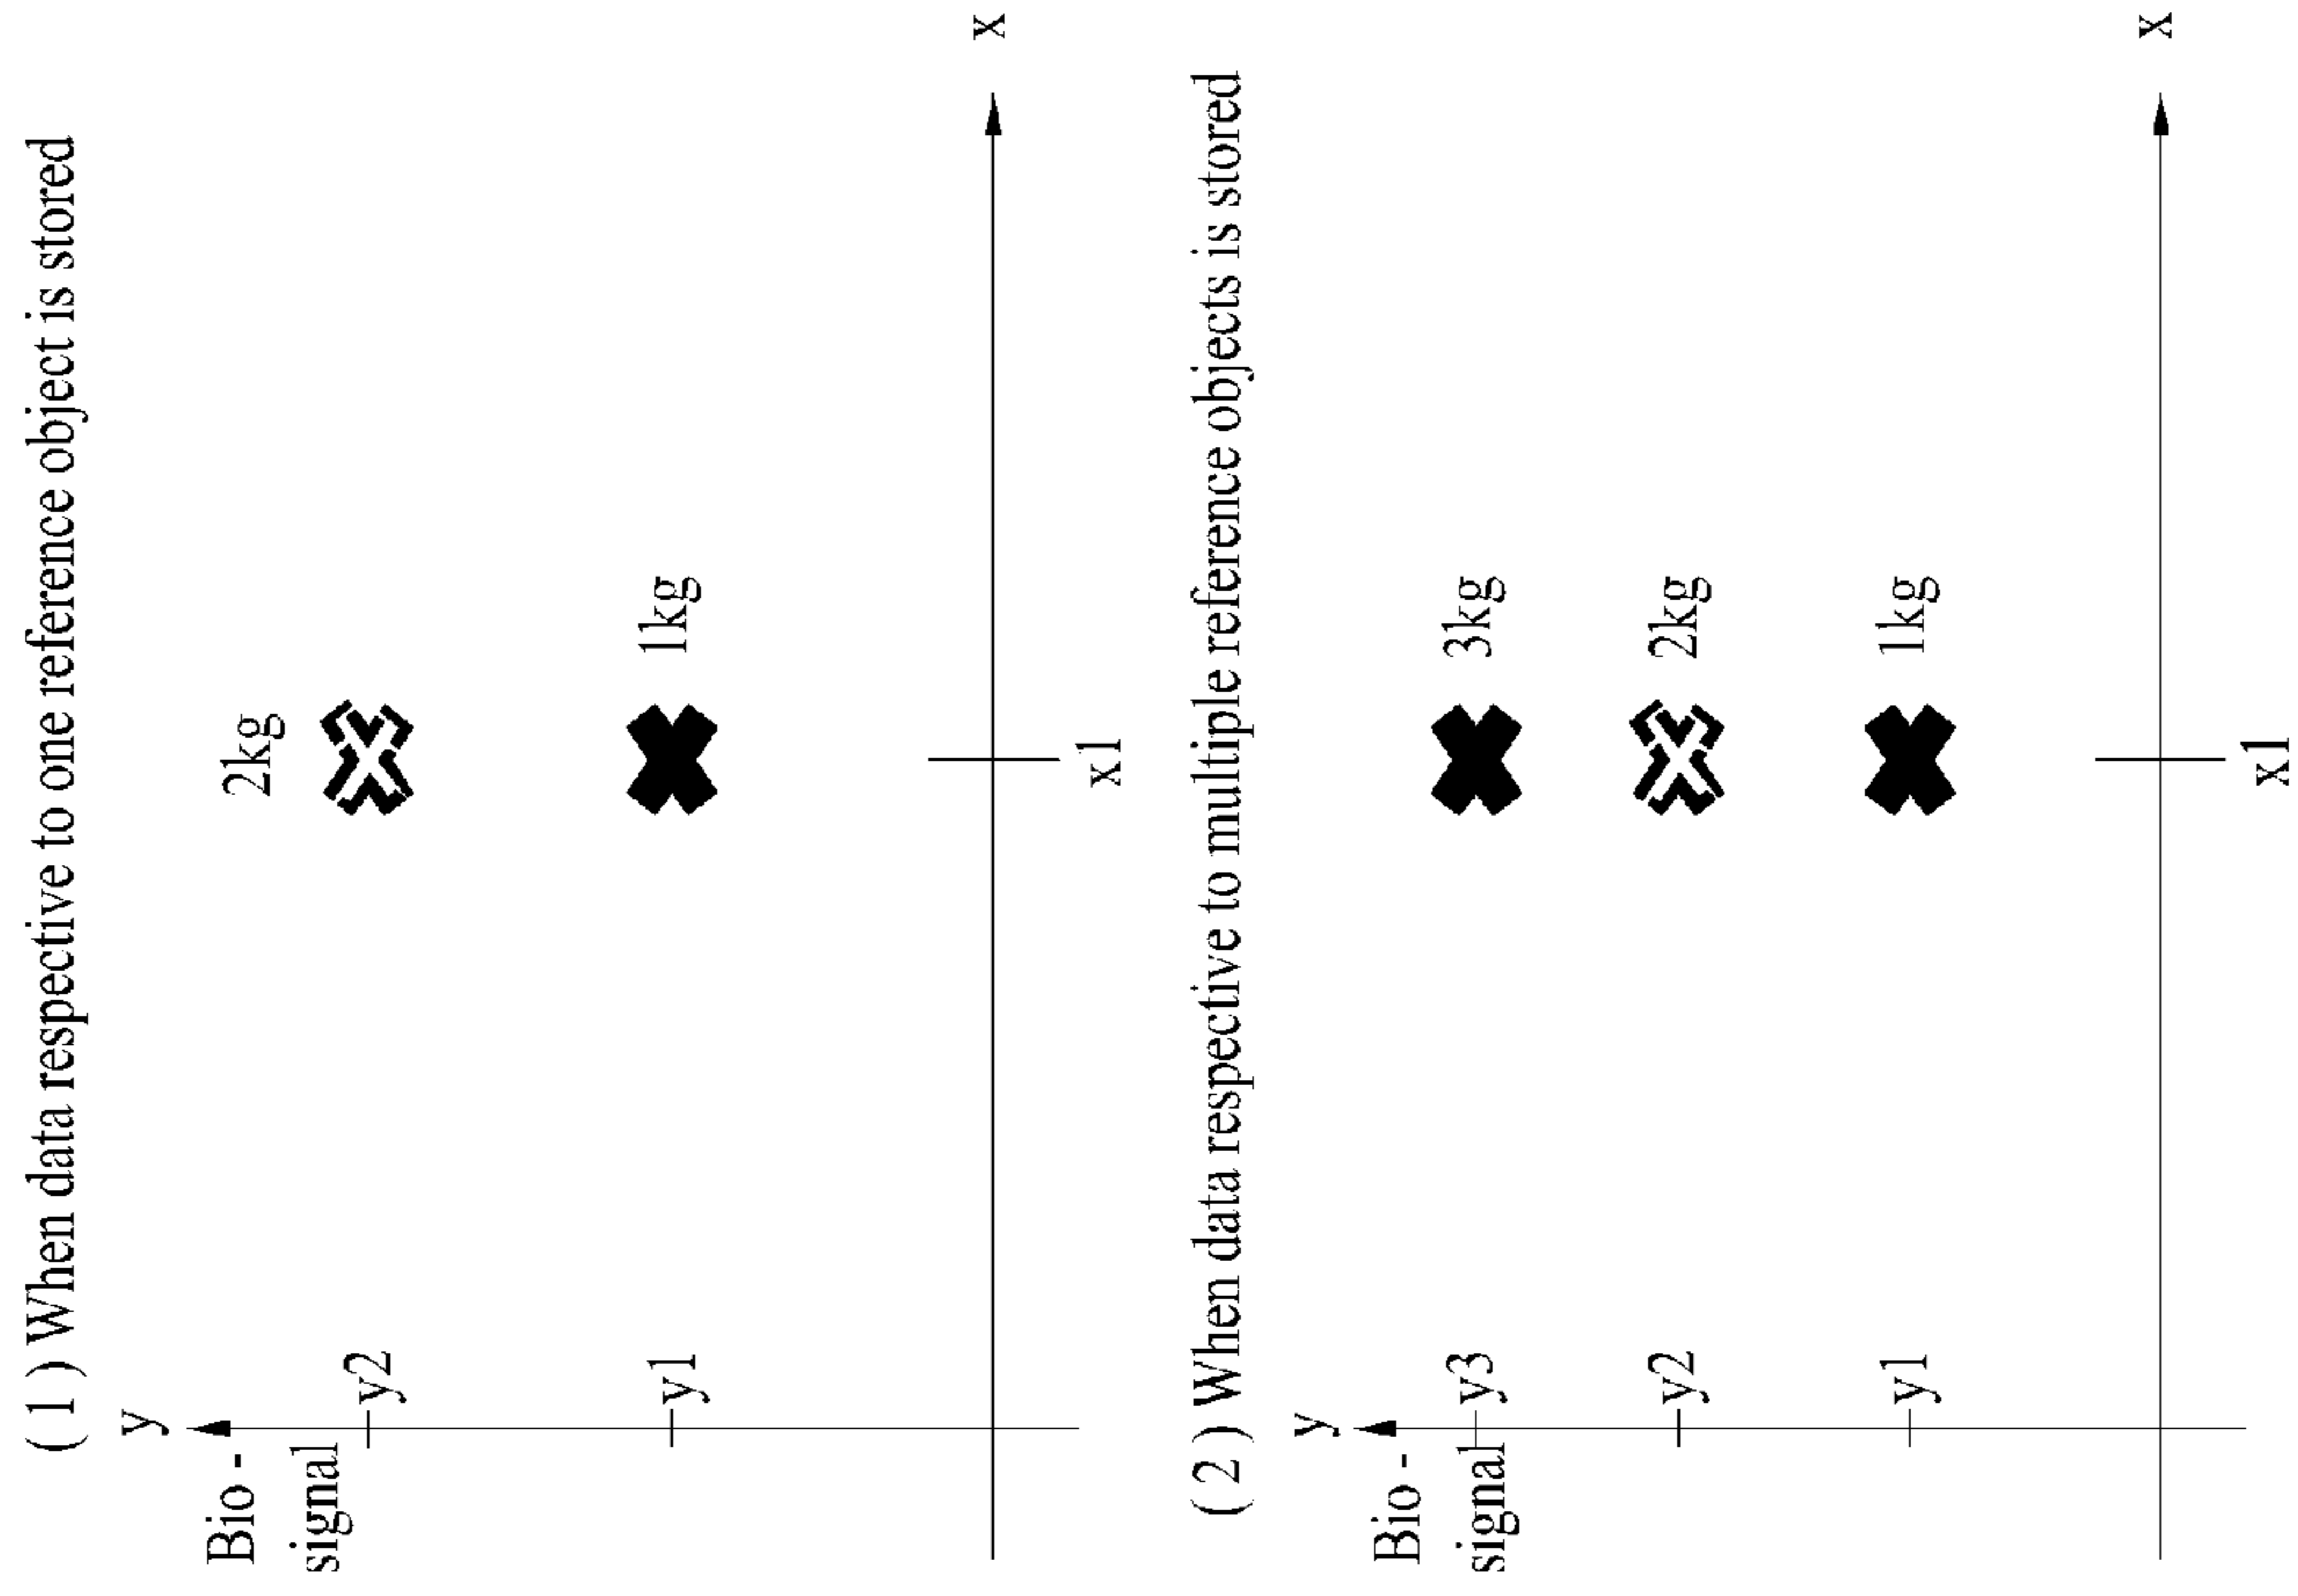 ( 1 ) When data respective to one reference object is stored
y
Bio -
signal
2kg
y2
1kg
y1
x
x1
( 2 ) When data respective to multiple reference objects is stored
y
Bio -
signal
y3
3kg
y2
2kg
y1
1kg
x
x1